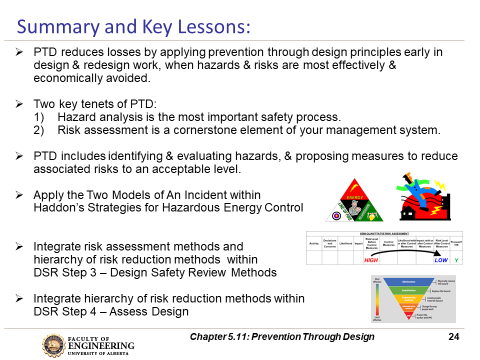 Summary and Key Lessons:
➢ PTD reduces losses by applying prevention through design principles early in
design & redesign work, when hazards & risks are most effectively &
economically avoided.
➢ Two key tenets of PTD:
1) Hazard analysis is the most important safety process.
2) Risk assessment is a cornerstone element of your management system.
➢ PTD includes identifying & evaluating hazards, & proposing measures to reduce
associated risks to an acceptable level.
➢ Apply the Two Models of An Incident within
Haddon's Strategies for Hazardous Energy Control
ENERGY
➢ Integrate risk assessment methods and
hierarchy of risk reduction methods within
DSR Step 3 – Design Safety Review Methods
HIGH
LOW
Y
➢ Integrate hierarchy of risk reduction methods within
DSR Step 4 – Assess Design
FACULTY OF
ENGINEERING
UNIVERSITY OF ALBERTA
Chapter 5.11: Prevention Through Design
24